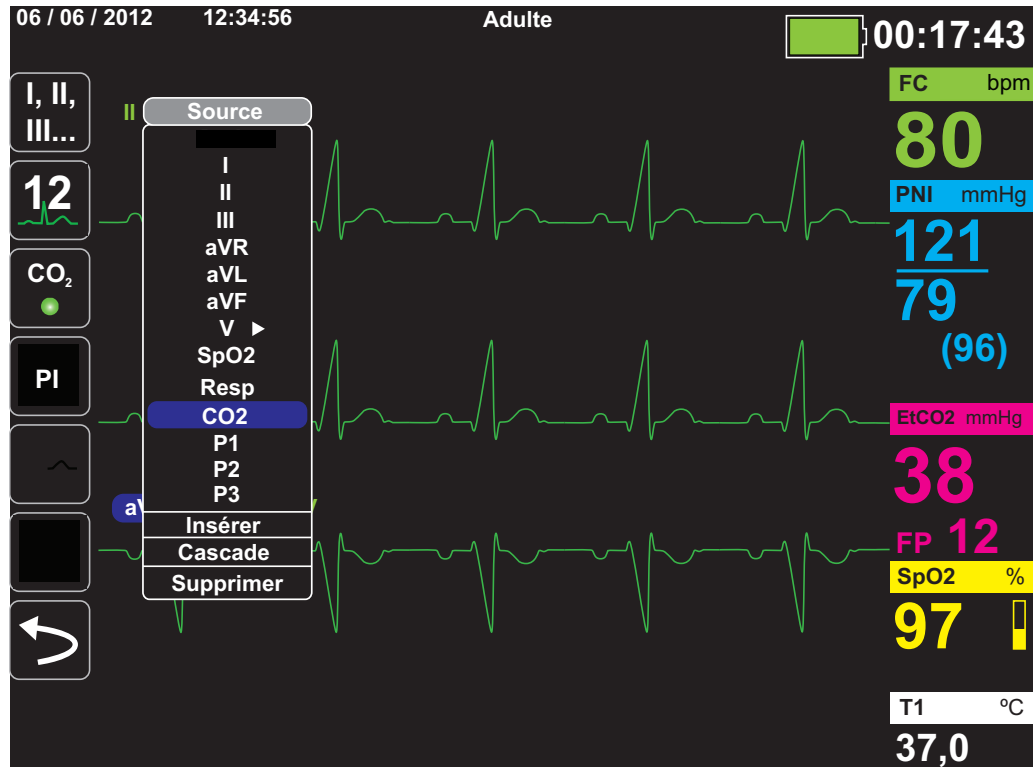 06 / 06 / 2012 12:34:56 Adulte 00:17:43
I, II,
III...
12
CO2
PI
II
Source
I
II
III
aVR
aVL
aVF
V
SpO2
Resp
CO2
P1
P2
P3
Insérer
Cascade
Supprimer
FC bpm
80
PNI mmHg
121
79
(96)
EtCO2 mmHg
38
FP 12
SpO2 %
97
T1 ºC
37,0